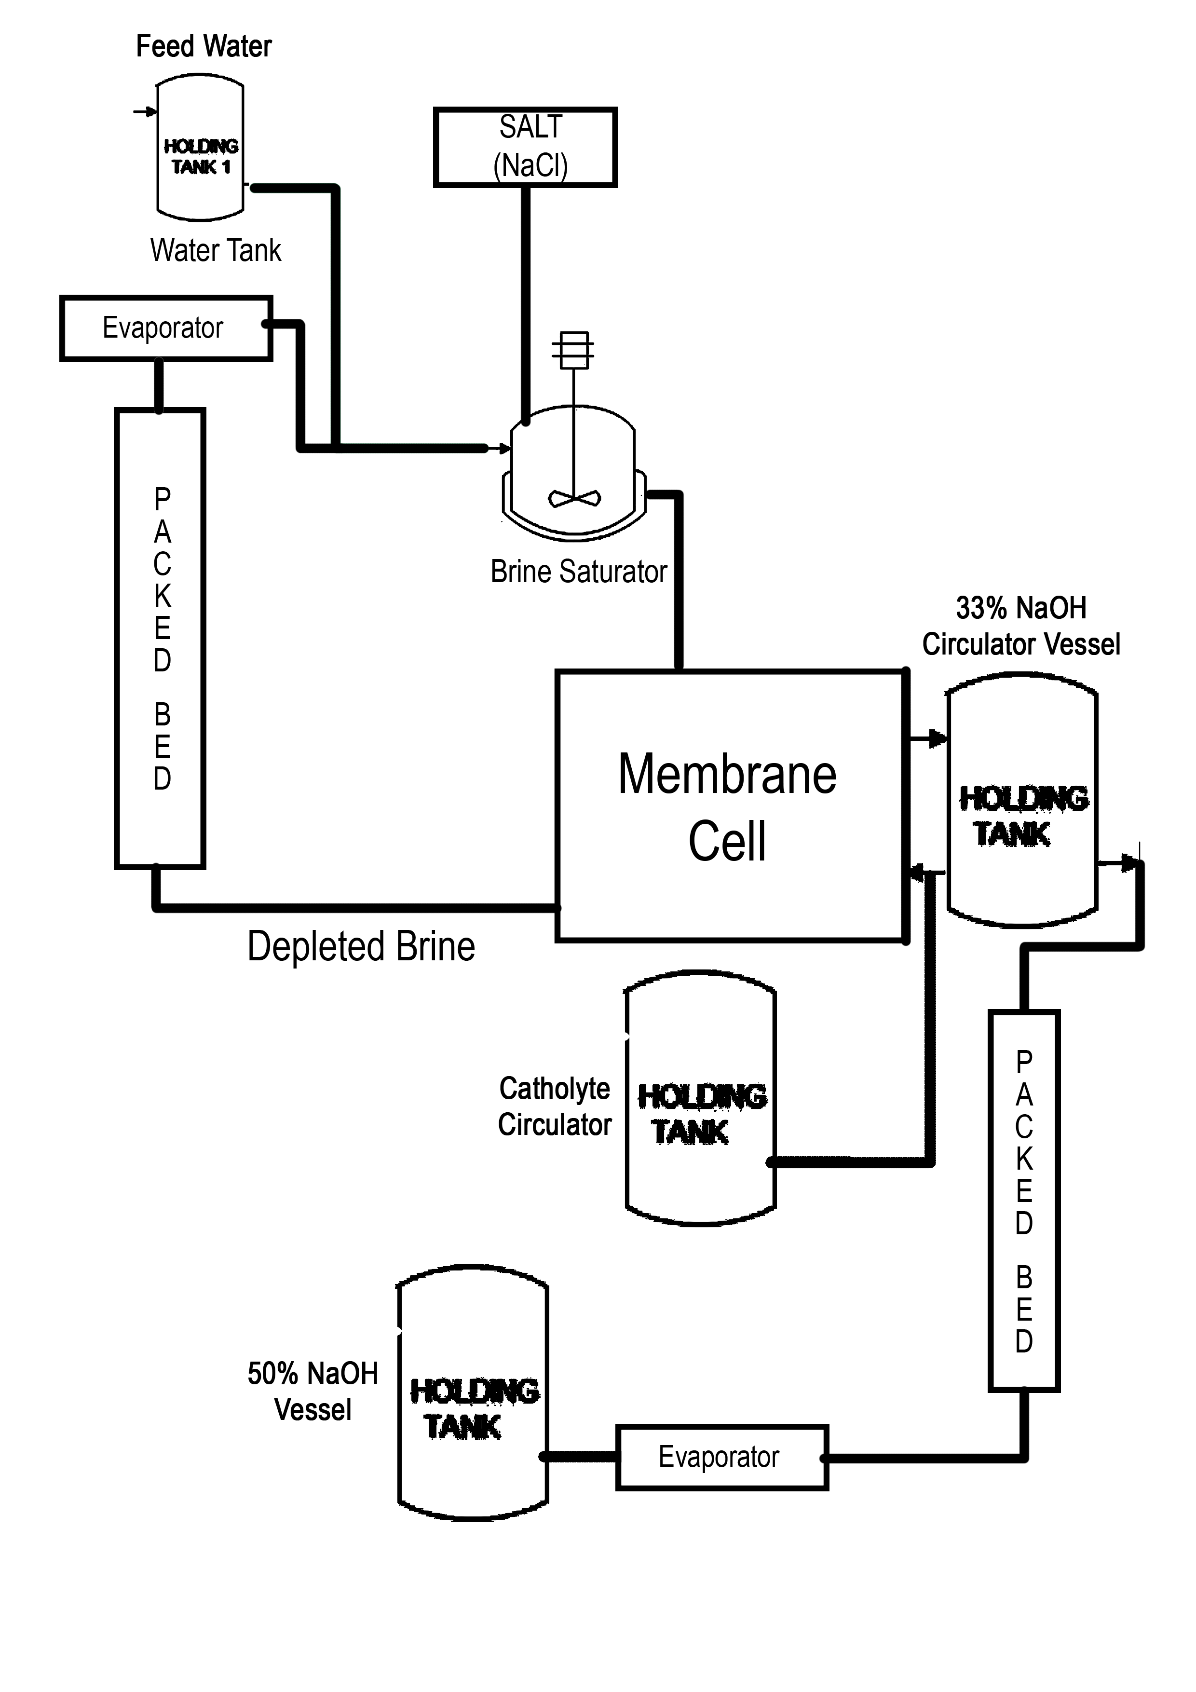 Feed Water
HOLDING
TANK 1
Water Tank
SALT
(NaCl)
Evaporator
PACKED BED
Brine Saturator
33% NaOH
Circulator Vessel
Membrane
Cell
HOLDING
TANK
Depleted Brine
Catholyte
Circulator
HOLDING
TANK
PACKED BED
50% NaOH
Vessel
HOLDING
TANK
Evaporator